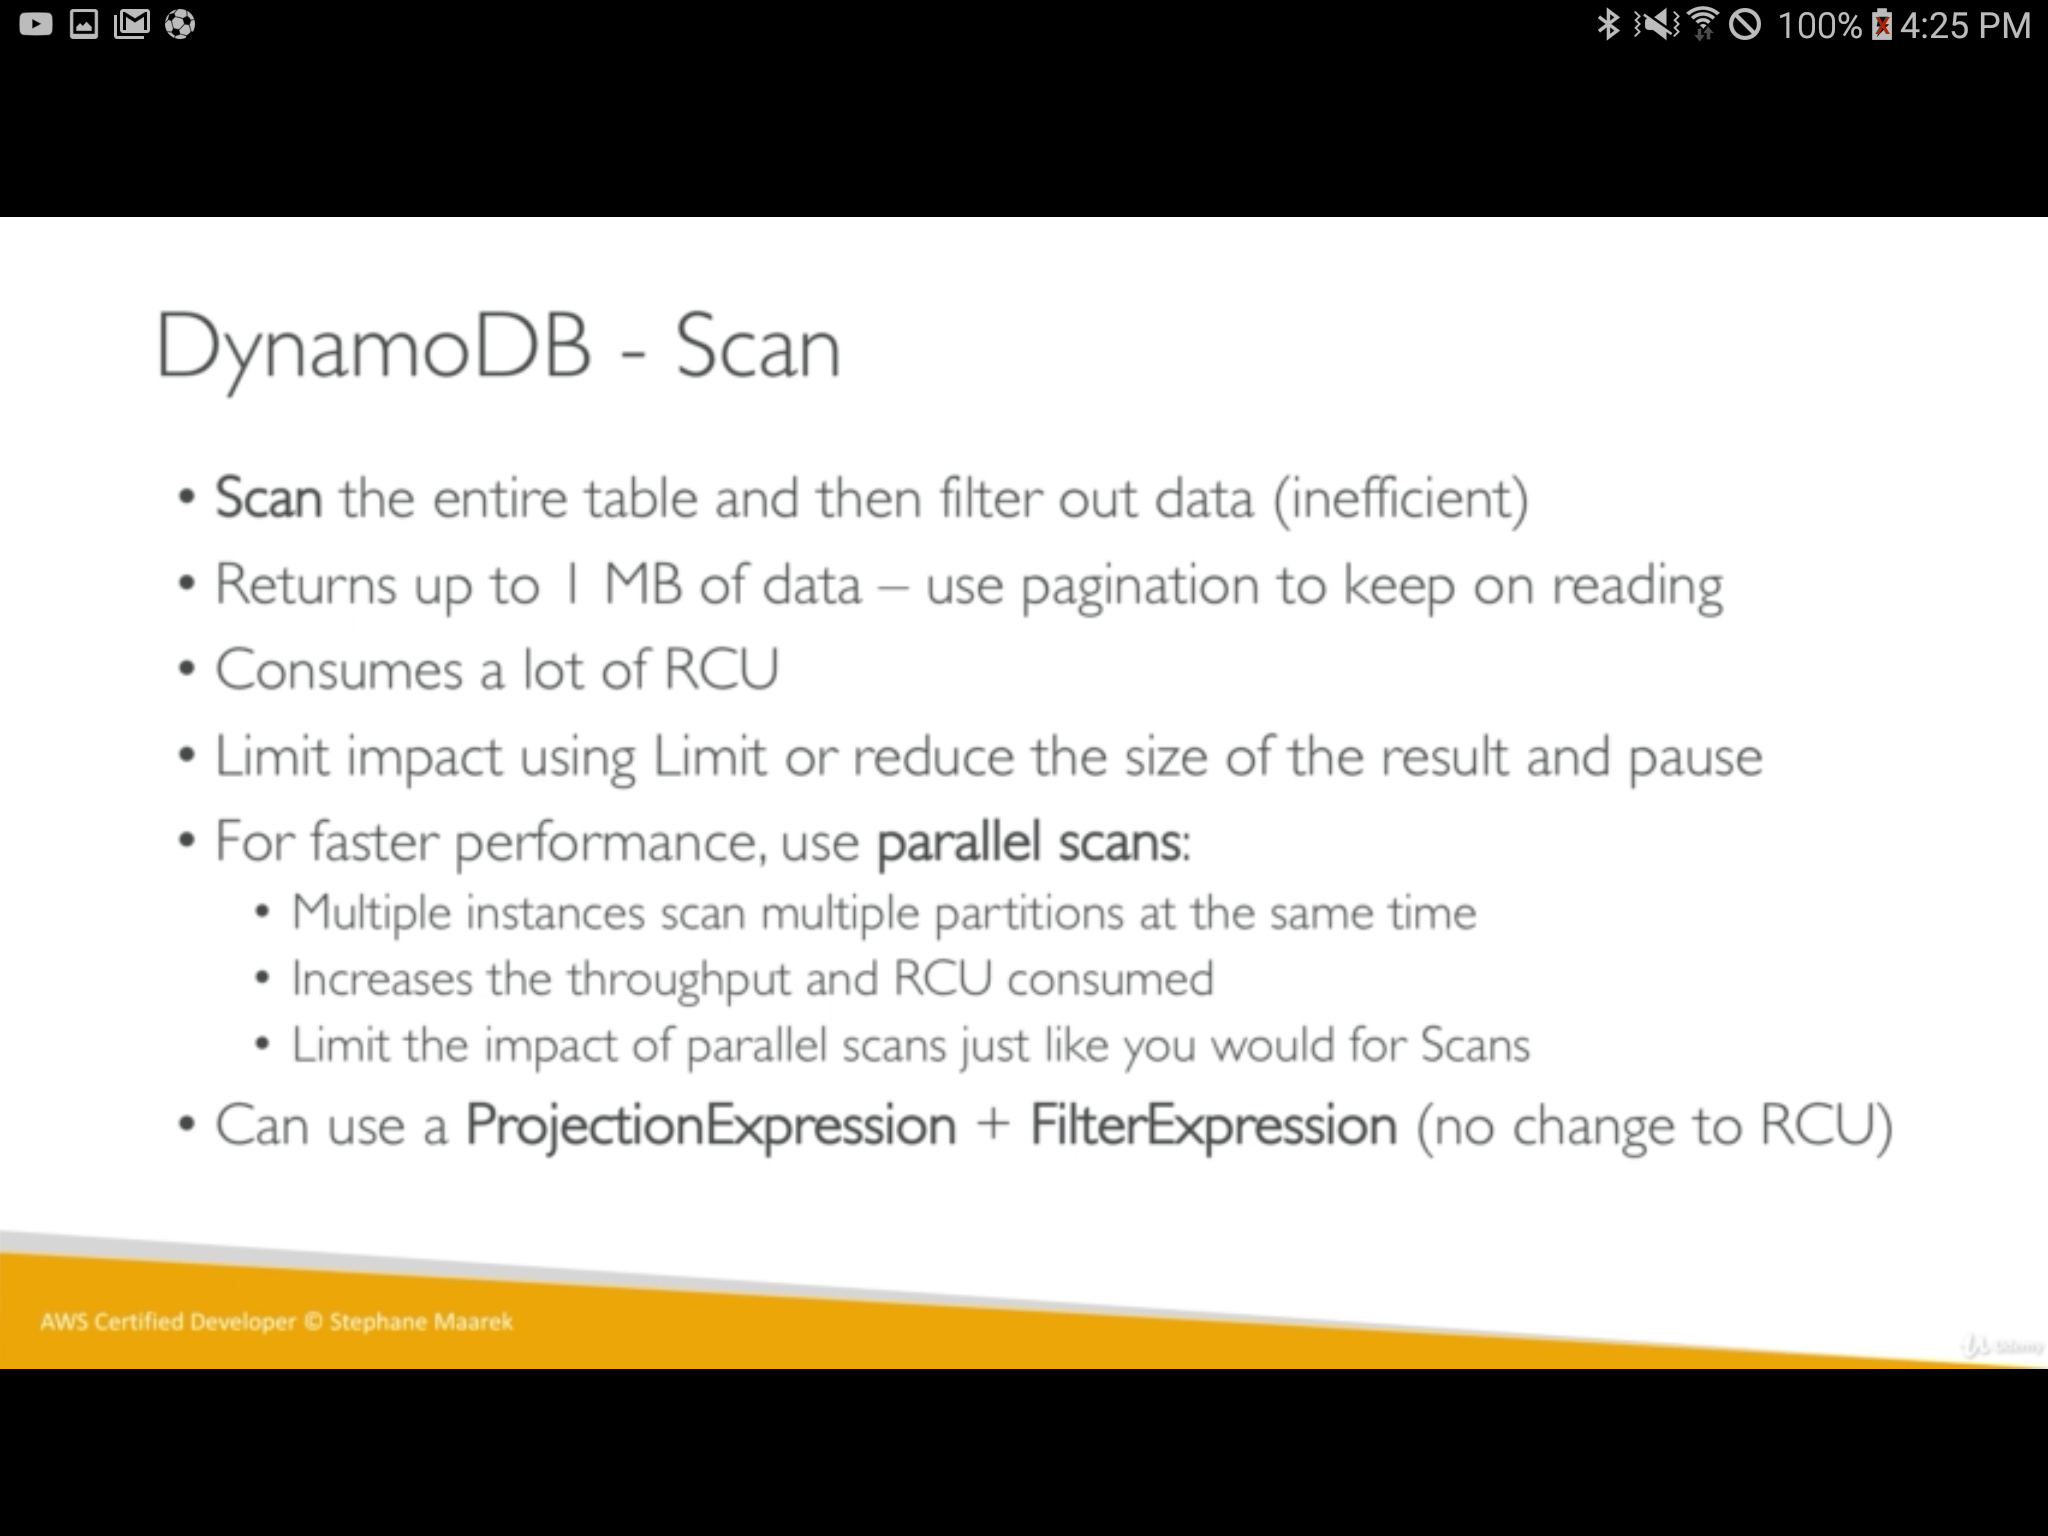 100% 4:25 PM
DynamoDB - Scan
• Scan the entire table and then filter out data (inefficient)
• Returns up to 1 MB of data – use pagination to keep on reading
• Consumes a lot of RCU
• Limit impact using Limit or reduce the size of the result and pause
• For faster performance, use parallel scans:
• Multiple instances scan multiple partitions at the same time
• Increases the throughput and RCU consumed
• Limit the impact of parallel scans just like you would for Scans
• Can use a ProjectionExpression + FilterExpression (no change to RCU)
AWS Certified Developer © Stephane Maarek
Udemy